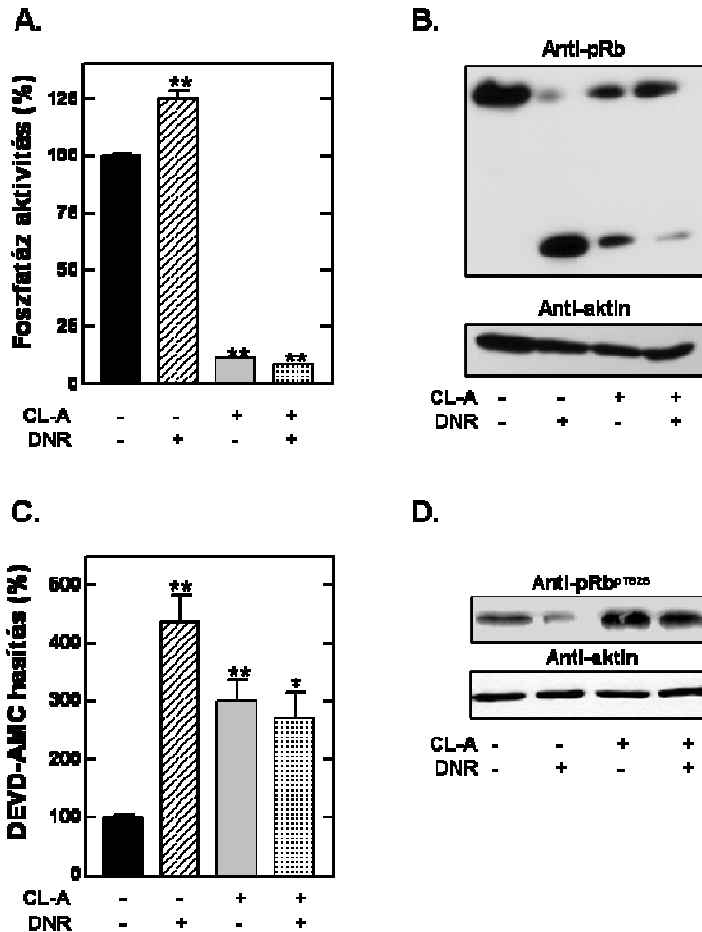 A.
Foszfatáz aktivitás (%)
125
100
75
50
25
0
**
**
**
CL-A - - + +
DNR - + - +
B.
Anti-pRb
Anti-aktin
CL-A - - + +
DNR - + - +
C.
DEVD-AMC hasítás (%)
500
400
300
200
100
0
**
**
*
CL-A - - + +
DNR - + - +
D.
Anti-pRb
Anti-aktin
CL-A - - + +
DNR - + - +